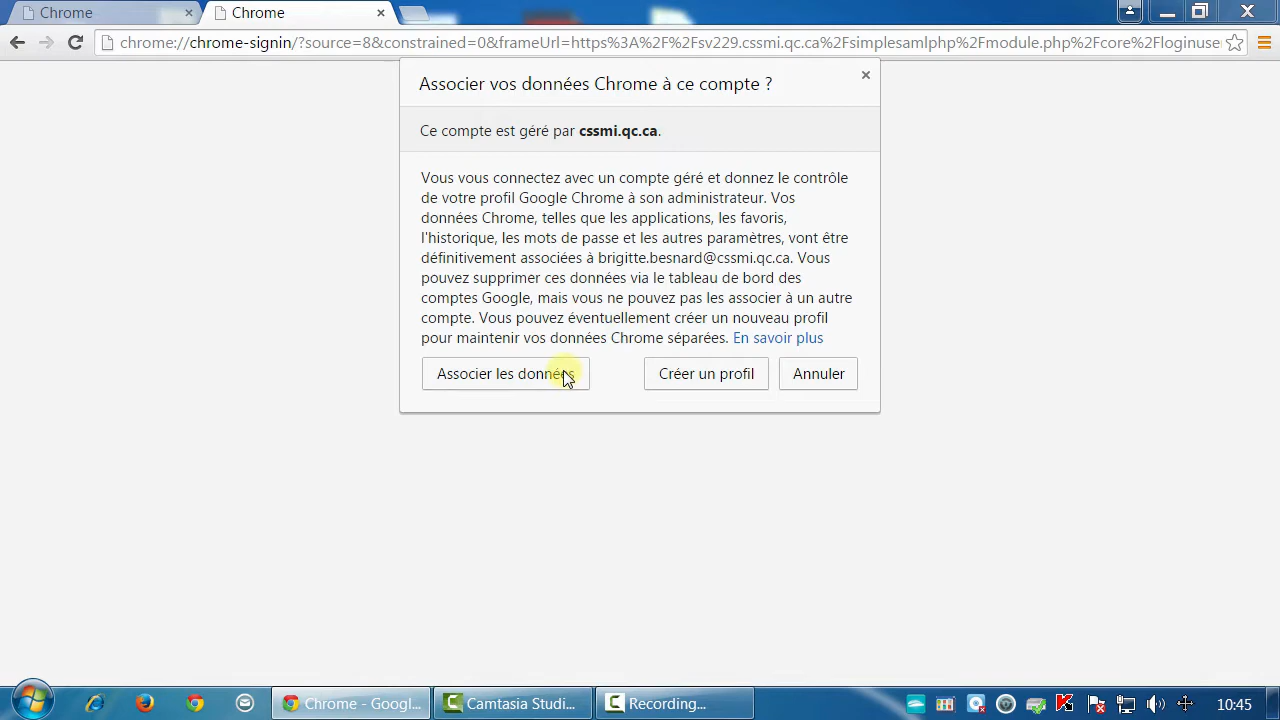 Chrome × Chrome ×
chrome://chrome-signin/?source=8&constrained=0&frameUrl=https%3A%2F%2Fsv229.cssmi.qc.ca%2Fsimplesamlphp%2Fmodule.php%2Fcore%2Floginuse
Associer vos données Chrome à ce compte ? ×
Ce compte est géré par cssmi.qc.ca.
Vous vous connectez avec un compte géré et donnez le contrôle
de votre profil Google Chrome à son administrateur. Vos
données Chrome, telles que les applications, les favoris,
l'historique, les mots de passe et les autres paramètres, vont être
définitivement associées à brigitte.besnard@cssmi.qc.ca. Vous
pouvez supprimer ces données via le tableau de bord des
comptes Google, mais vous ne pouvez pas les associer à un autre
compte. Vous pouvez éventuellement créer un nouveau profil
pour maintenir vos données Chrome séparées. En savoir plus
Associer les données Créer un profil Annuler
Chrome - Googl... Camtasia Studi... Recording... 10:45